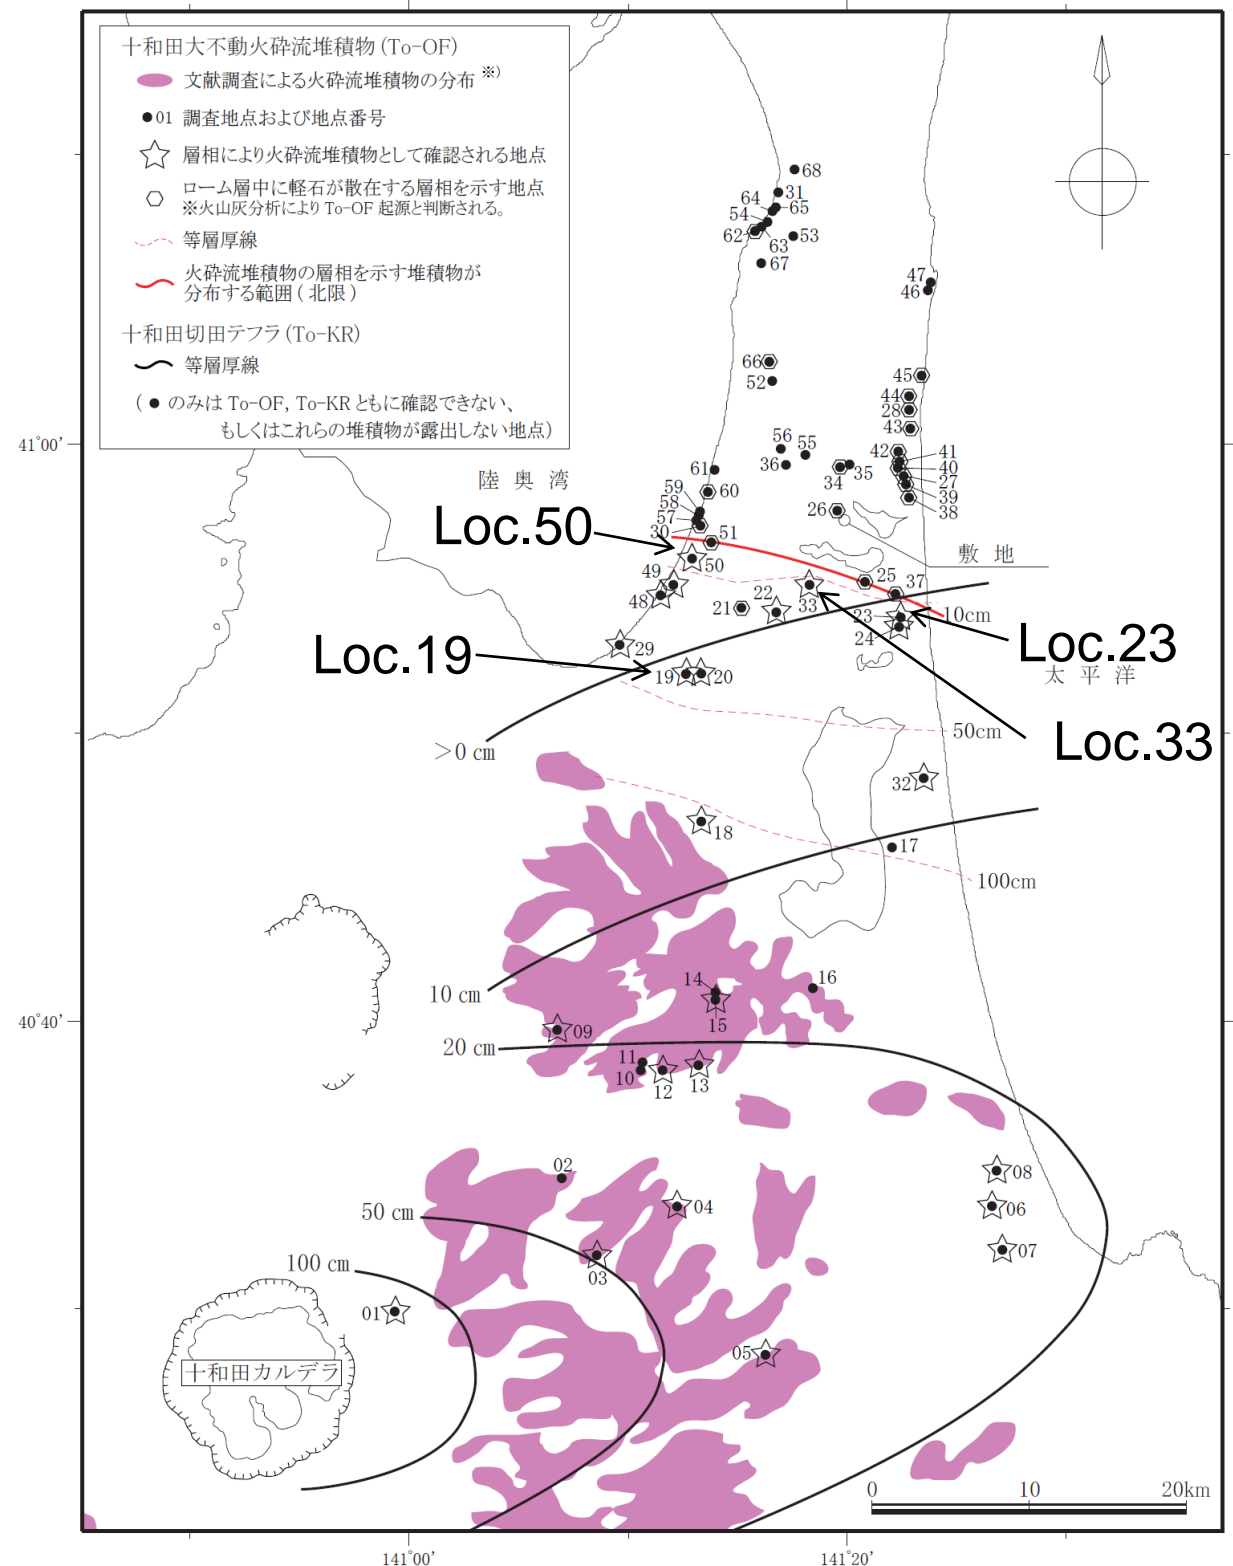 十和田大不動火砕流堆積物(To-OF)
文献調査による火砕流堆積物の分布※)
01 調査地点および地点番号
層相により火砕流堆積物として確認される地点
ローム層中に軽石が散在する層相を示す地点
※火山灰分析により To-OF 起源と判断される。
等層厚線
火砕流堆積物の層相を示す堆積物が
分布する範囲(北限)
十和田切田テフラ(To-KR)
等層厚線
(● のみは To-OF, To-KR ともに確認できない、
もしくはこれらの堆積物が露出しない地点)
68
31
64
65
54
62
63
53
67
47
46
66
52
45
44
28
43
41°00'
56
55
42
41
40
36
34
35
27
39
38
61
陸奥湾
59
60
58
57
26
30
51
Loc.50
敷地
50
25
37
49
48
22
33
21
23
10cm
24
Loc.23
29
Loc.19
19
20
太平洋
50cm
Loc.33
>0 cm
32
18
17
100cm
14
16
10 cm
15
40°40'
09
20 cm
11
10
12
13
02
08
04
06
50 cm
07
03
100 cm
01
05
十和田カルデラ
0
10
20km
141°00'
141°20'